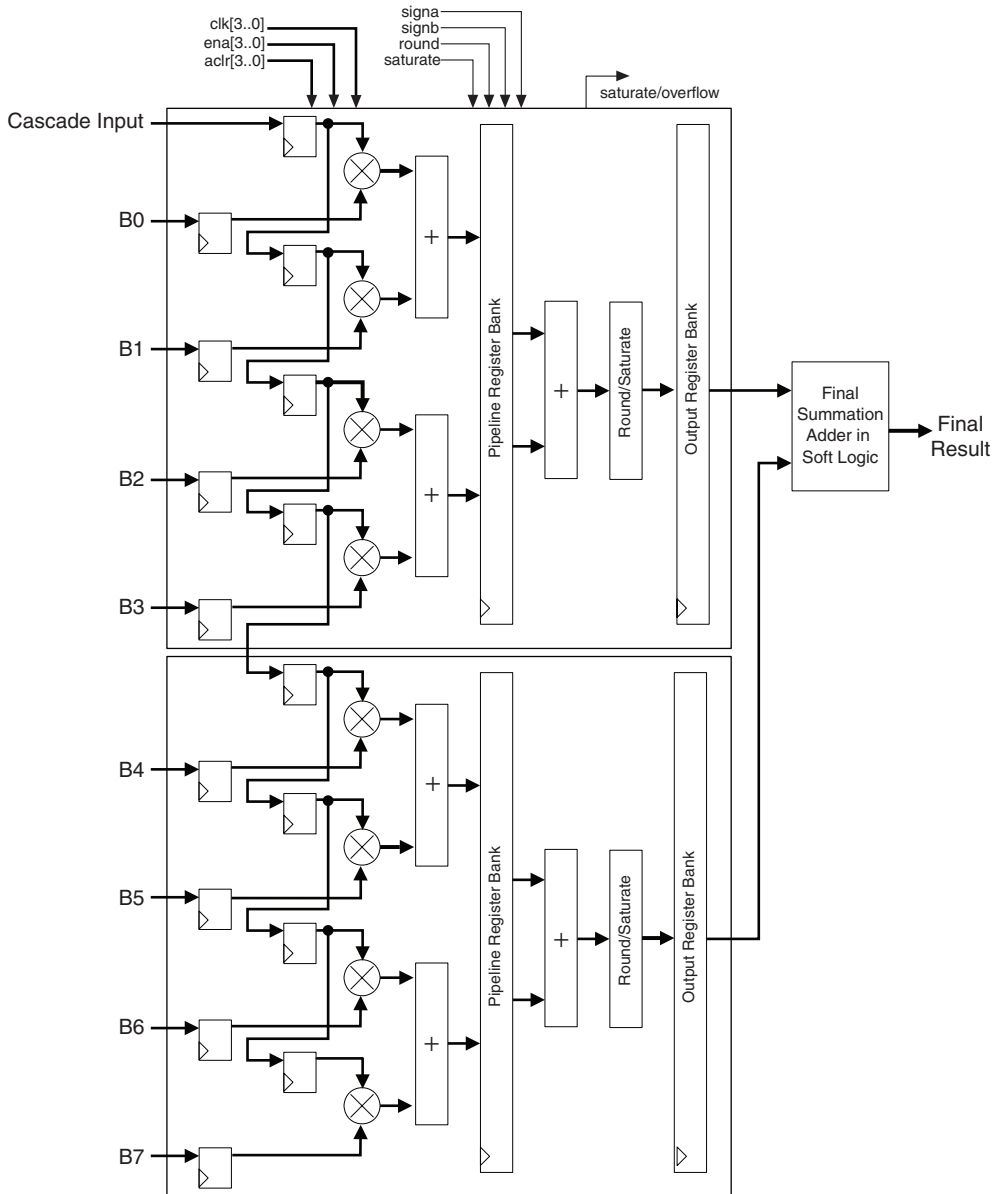 clk[3..0]
ena[3..0]
aclr[3..0]
signa
signb
round
saturate
saturate/overflow
Cascade Input
B0
B1
B2
B3
+
+
Pipeline Register Bank
+
Round/Saturate
Output Register Bank
Final
Summation
Adder in
Soft Logic
Final
Result
B4
B5
B6
B7
+
+
Pipeline Register Bank
+
Round/Saturate
Output Register Bank